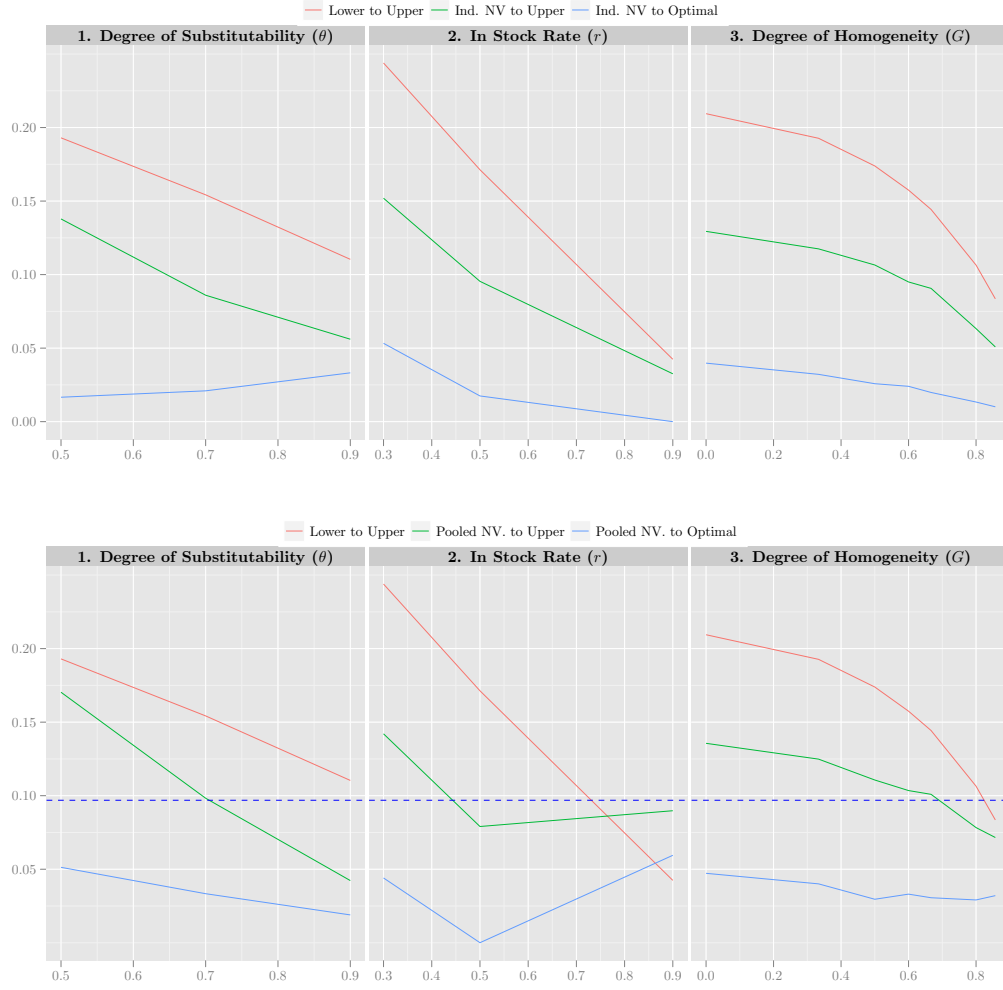 Lower to Upper Ind. NV to Upper Ind. NV to Optimal
1. Degree of Substitutability (θ) 2. In Stock Rate (r) 3. Degree of Homogeneity (G)
0.20
0.15
0.10
0.05
0.00
0.5 0.6 0.7 0.8 0.9 0.3 0.4 0.5 0.6 0.7 0.8 0.9 0.0 0.2 0.4 0.6 0.8
Lower to Upper Pooled NV. to Upper Pooled NV. to Optimal
1. Degree of Substitutability (θ) 2. In Stock Rate (r) 3. Degree of Homogeneity (G)
0.20
0.15
0.10
0.05
0.5 0.6 0.7 0.8 0.9 0.3 0.4 0.5 0.6 0.7 0.8 0.9 0.0 0.2 0.4 0.6 0.8